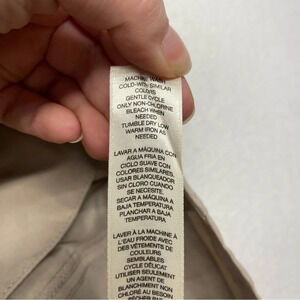 MACHINE WASH
COLD-WITH SIMILAR
COLORS
GENTLE CYCLE
ONLY NON-CHLORINE
BLEACH WHEN
NEEDED
TUMBLE DRY LOW
WARM IRON AS
NEEDED
LAVAR A MÁQUINA CON
AGUA FRIA EN
CICLO SUAVE CON
COLORES SIMILARES.
USAR BLANQUEADOR
SIN CLORO CUANDO
SE NECESITE.
SECAR A MÁQUINA A
BAJA TEMPERATURA
PLANCHAR A BAJA
TEMPERATURA
LAVER À LA MACHINE À
L'EAU FROIDE AVEC
DES VÊTEMENTS DE
COULEURS
SEMBLABLES
CYCLE DÉLICAT
UTILISER SEULEMENT
UN AGENT DE
BLANCHIMENT NON
CHLORÉ AU BESOIN